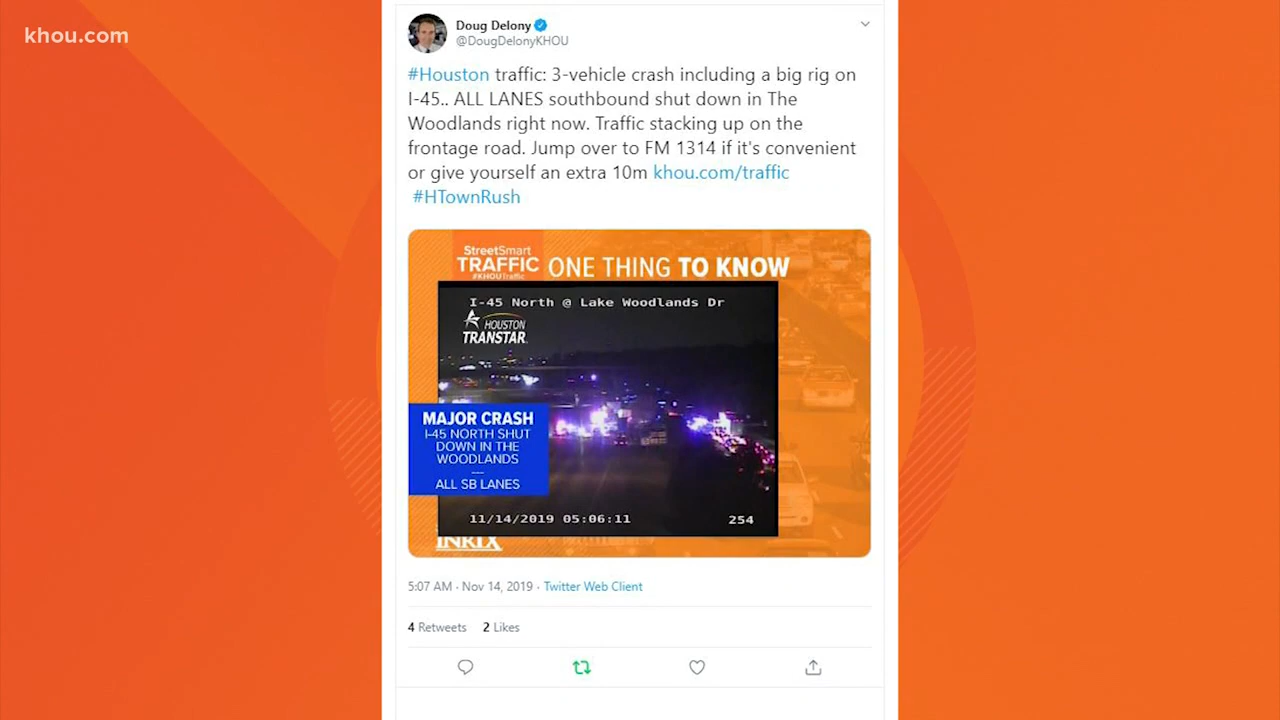 khou.com
Doug Delony
@DougDelonyKHOU
#Houston traffic: 3-vehicle crash including a big rig on
I-45.. ALL LANES southbound shut down in The
Woodlands right now. Traffic stacking up on the
frontage road. Jump over to FM 1314 if it's convenient
or give yourself an extra 10m khou.com/traffic
#HTownRush
StreetSmart
TRAFFIC
#KHOUTraffic
ONE THING TO KNOW
I-45 North @ Lake Woodlands Dr
HOUSTON
TRANSTAR
MAJOR CRASH
I-45 NORTH SHUT
DOWN IN THE
WOODLANDS
---
ALL SB LANES
11/14/2019 05:06:11 254
INRIX
5:07 AM · Nov 14, 2019 · Twitter Web Client
4 Retweets 2 Likes